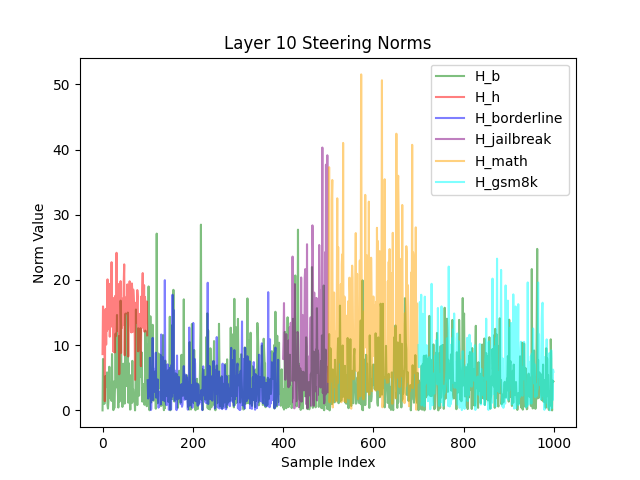 Layer 10 Steering Norms
Norm Value
50
40
30
20
10
0
H_b
H_h
H_borderline
H_jailbreak
H_math
H_gsm8k
0 200 400 600 800 1000
Sample Index